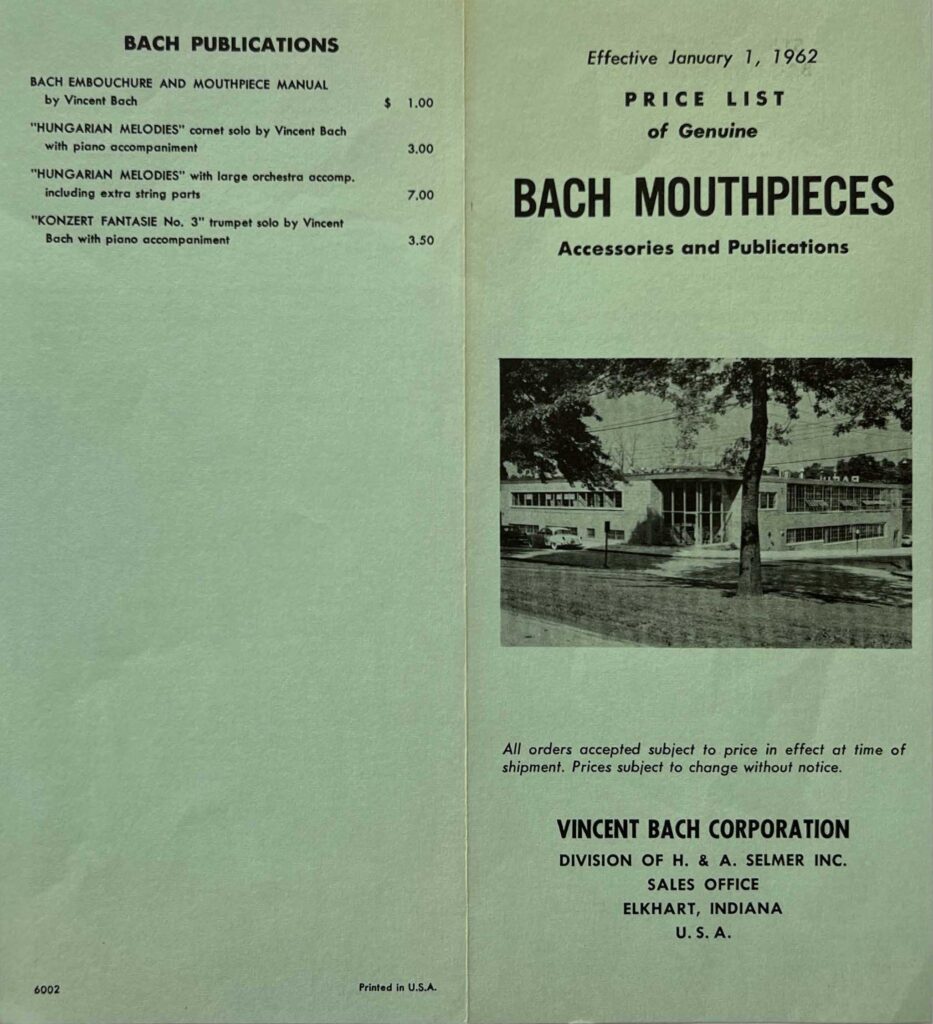 BACH PUBLICATIONS
BACH EMBOUCHURE AND MOUTHPIECE MANUAL
by Vincent Bach $ 1.00
"HUNGARIAN MELODIES" cornet solo by Vincent Bach
with piano accompaniment 3.00
"HUNGARIAN MELODIES" with large orchestra accomp.
including extra string parts 7.00
"KONZERT FANTASIE No. 3" trumpet solo by Vincent
Bach with piano accompaniment 3.50
6002 Printed in U.S.A.
Effective January 1, 1962
PRICE LIST
of Genuine
BACH MOUTHPIECES
Accessories and Publications
BACH
All orders accepted subject to price in effect at time of
shipment. Prices subject to change without notice.
VINCENT BACH CORPORATION
DIVISION OF H. & A. SELMER INC.
SALES OFFICE
ELKHART, INDIANA
U. S. A.